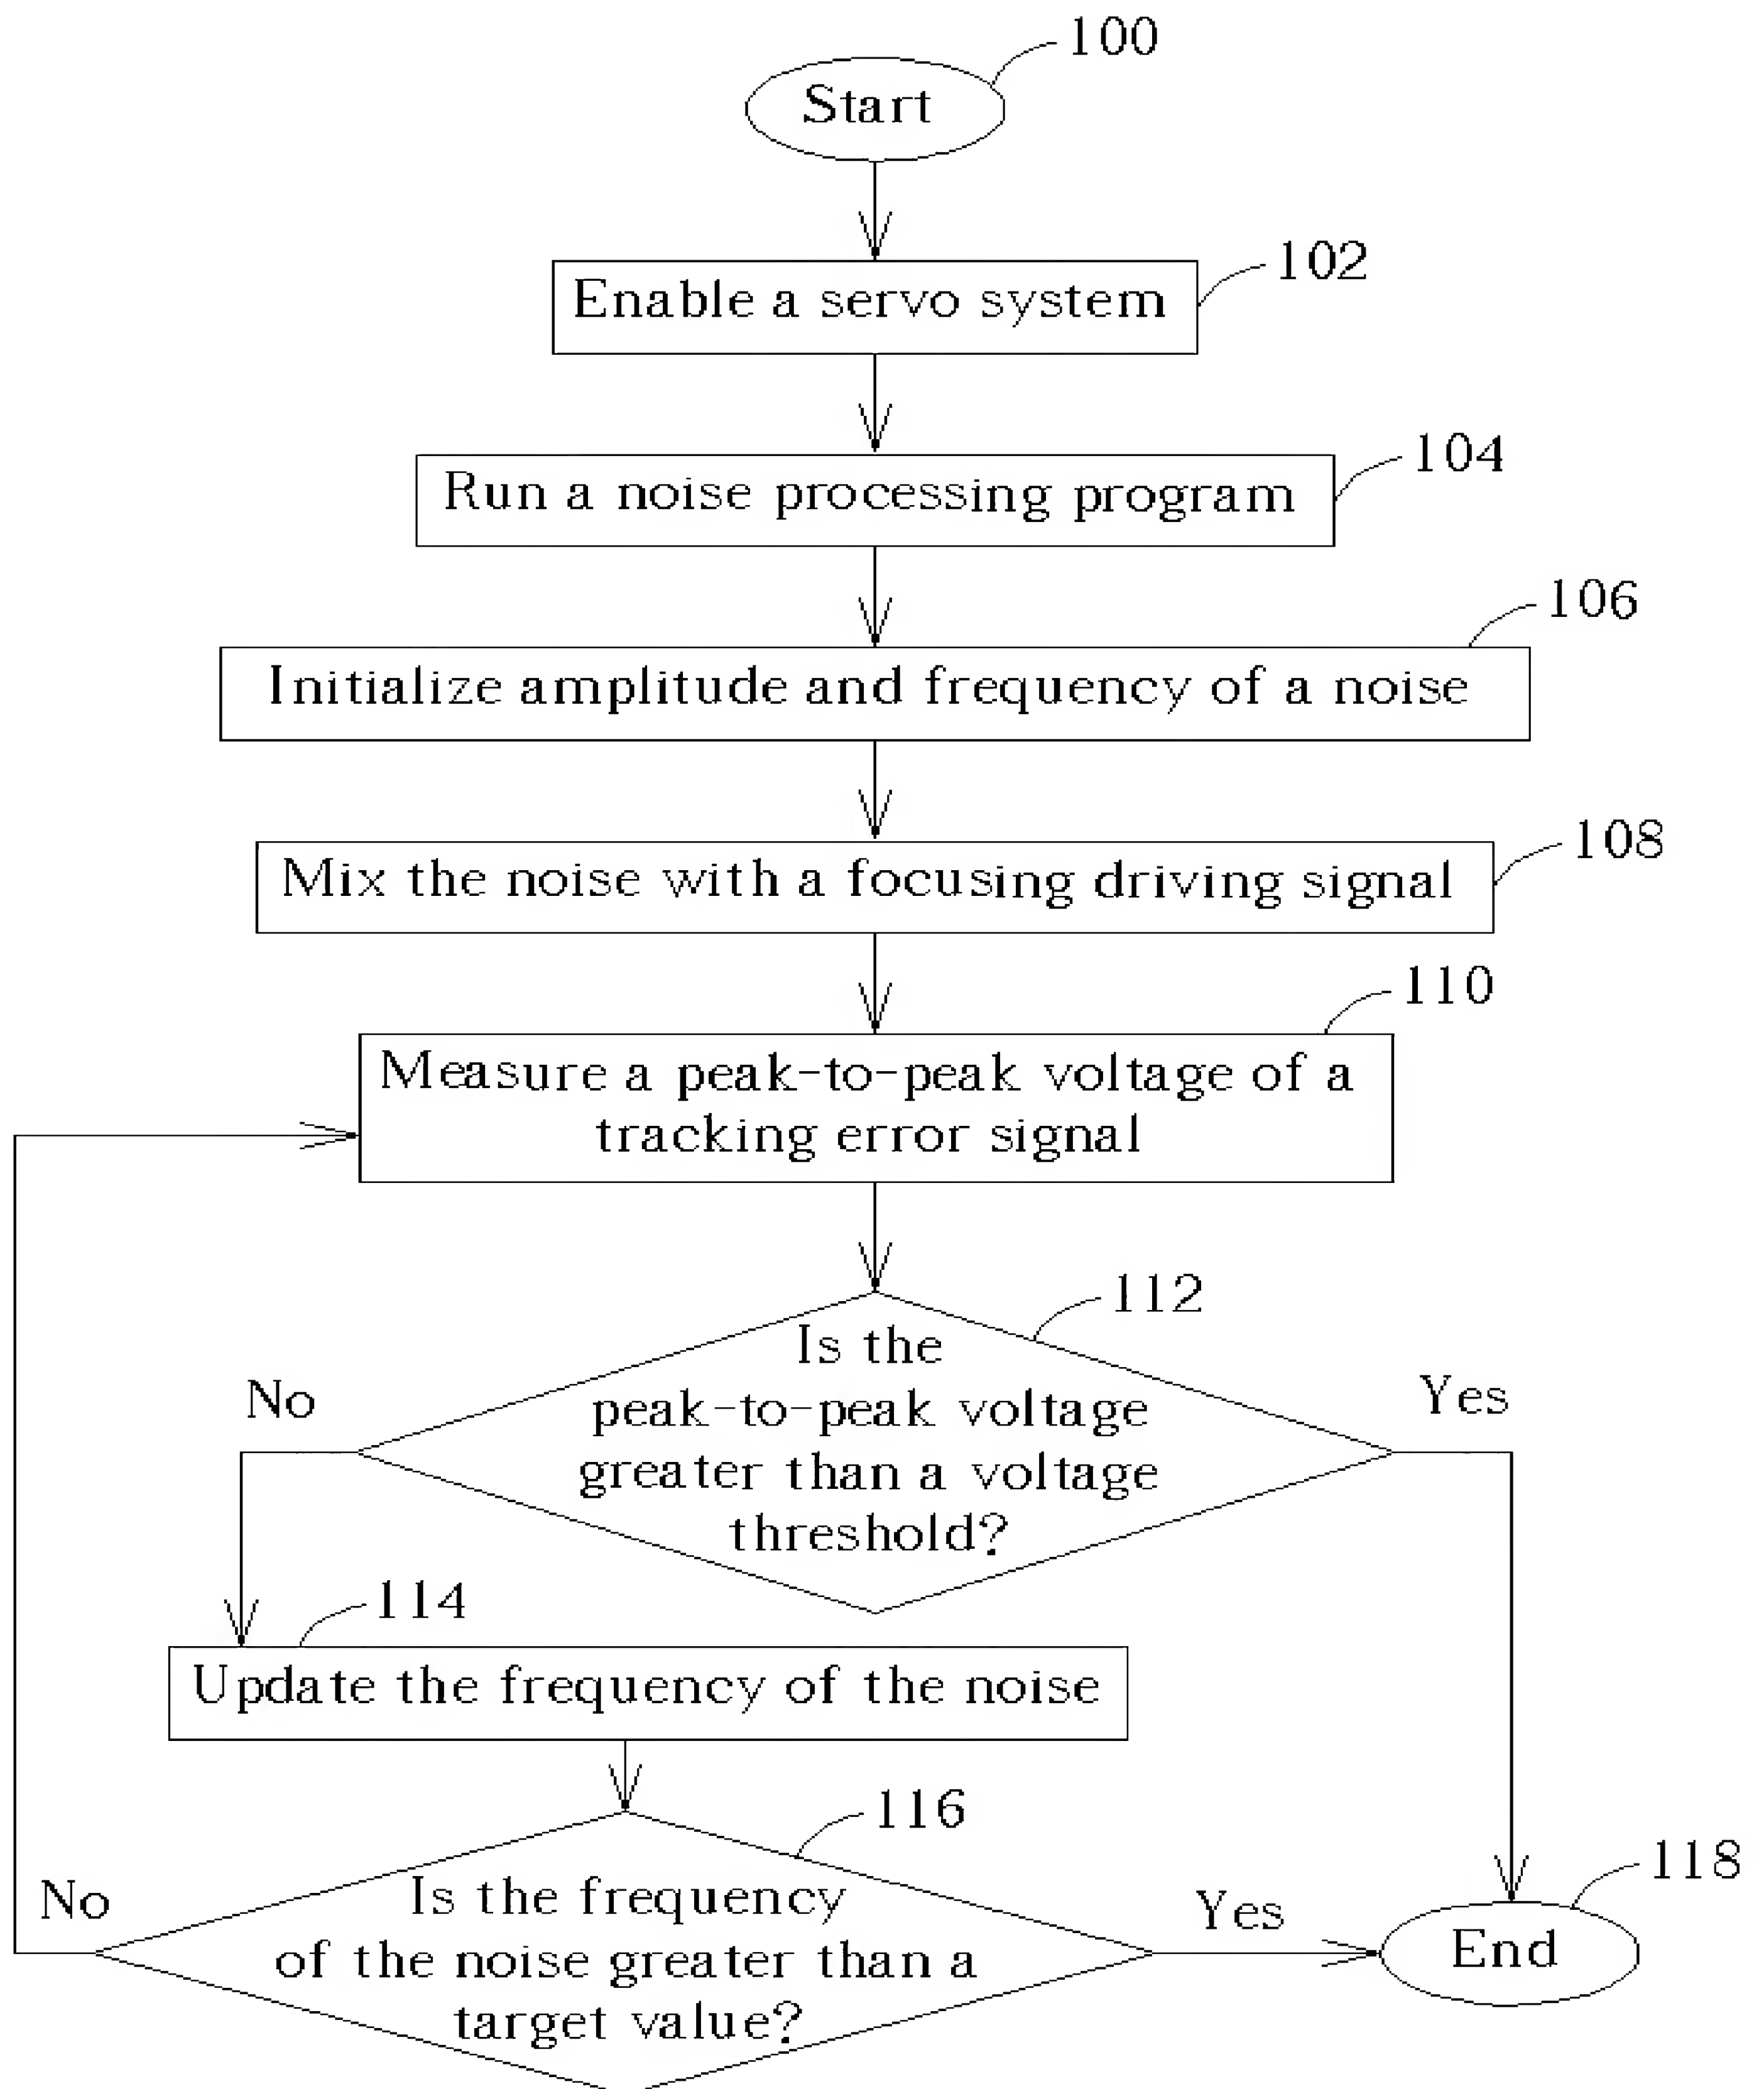 100
Start
102
Enable a servo system
104
Run a noise processing program
106
Initialize amplitude and frequency of a noise
108
Mix the noise with a focusing driving signal
110
Measure a peak-to-peak voltage of a
tracking error signal
112
Is the
peak-to-peak voltage
greater than a voltage
threshold?
No
Yes
114
Update the frequency of the noise
116
Is the frequency
of the noise greater than a
target value?
No
Yes
118
End